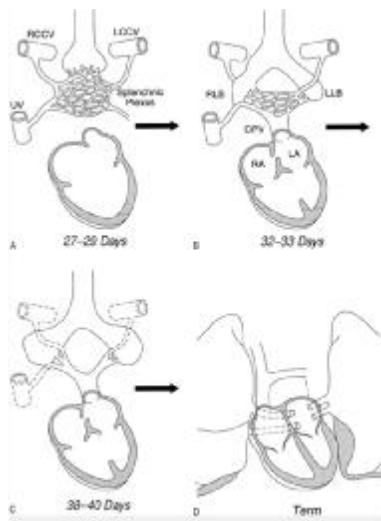 RCCV
LCCV
Splanchnic
Plexus
UV
A
27–29 Days
RLB
LLB
CPV
RA
LA
B
32–33 Days
C
38–40 Days
D
Term